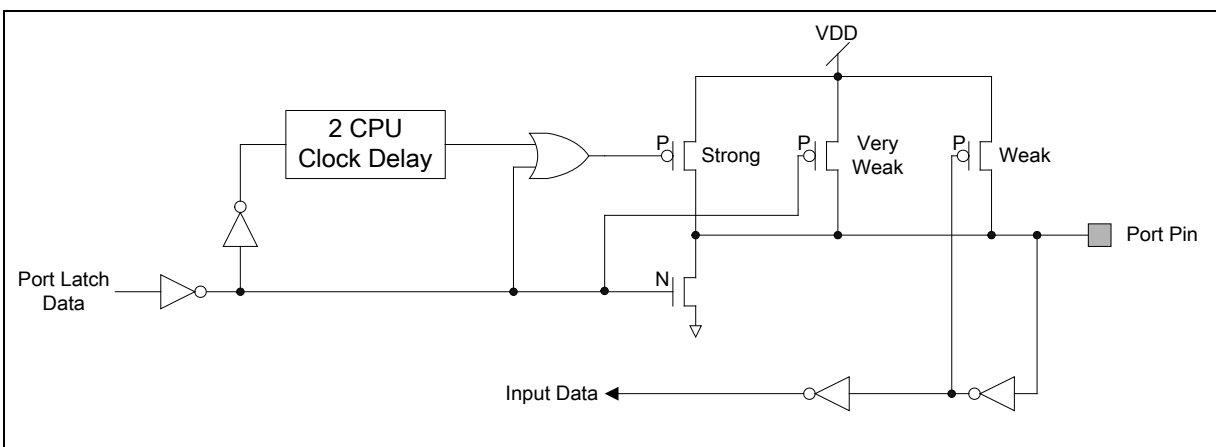 VDD
2 CPU
Clock Delay
P
Strong
P
Very
Weak
P
Weak
Port Pin
Port Latch
Data
N
Input Data